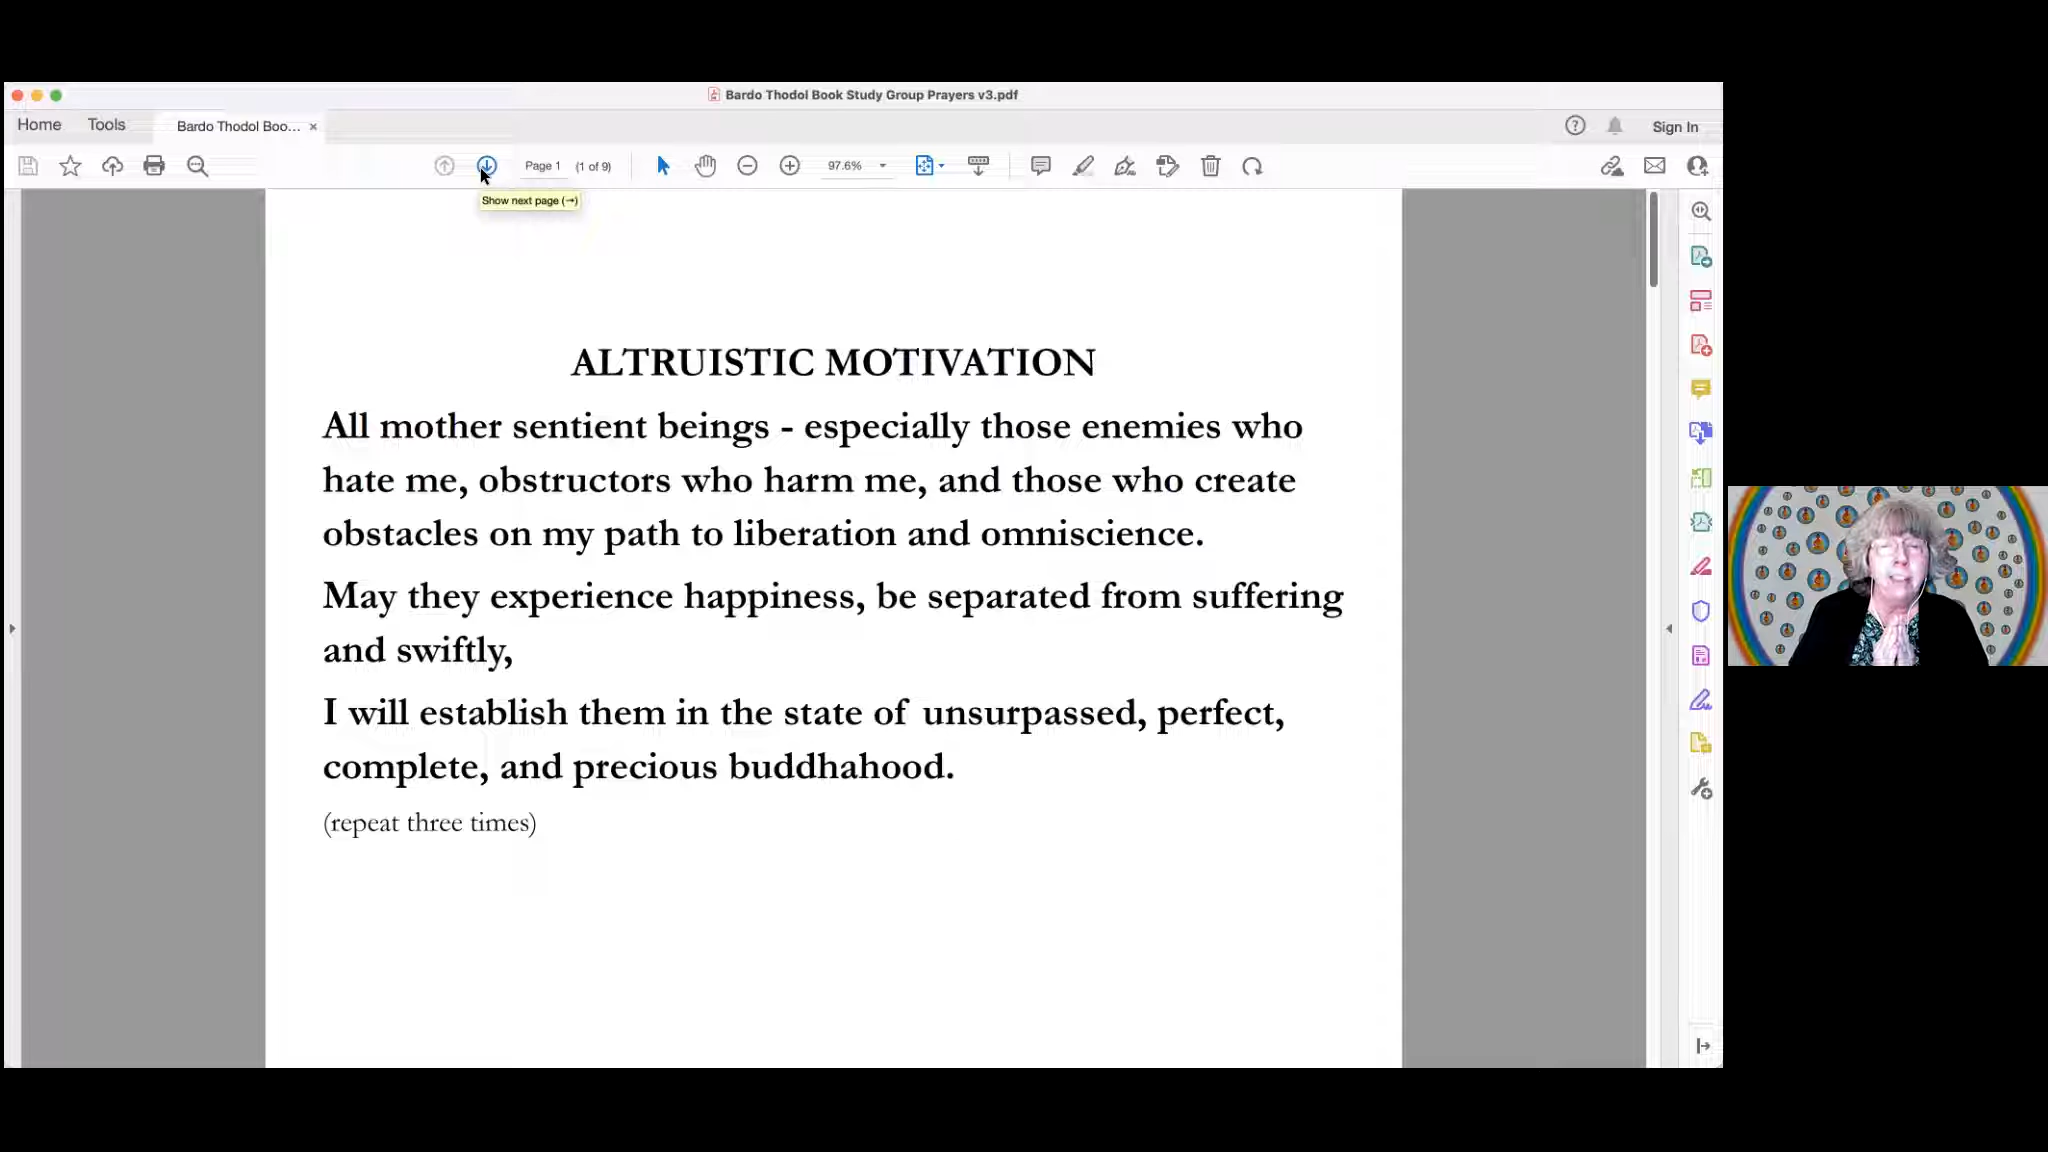 Bardo Thodol Book Study Group Prayers v3.pdf
Home Tools Bardo Thodol Boo... × Sign In
Page 1 (1 of 9) 97.6%
Show next page (→)
ALTRUISTIC MOTIVATION
All mother sentient beings - especially those enemies who
hate me, obstructors who harm me, and those who create
obstacles on my path to liberation and omniscience.
May they experience happiness, be separated from suffering
and swiftly,
I will establish them in the state of unsurpassed, perfect,
complete, and precious buddhahood.
(repeat three times)